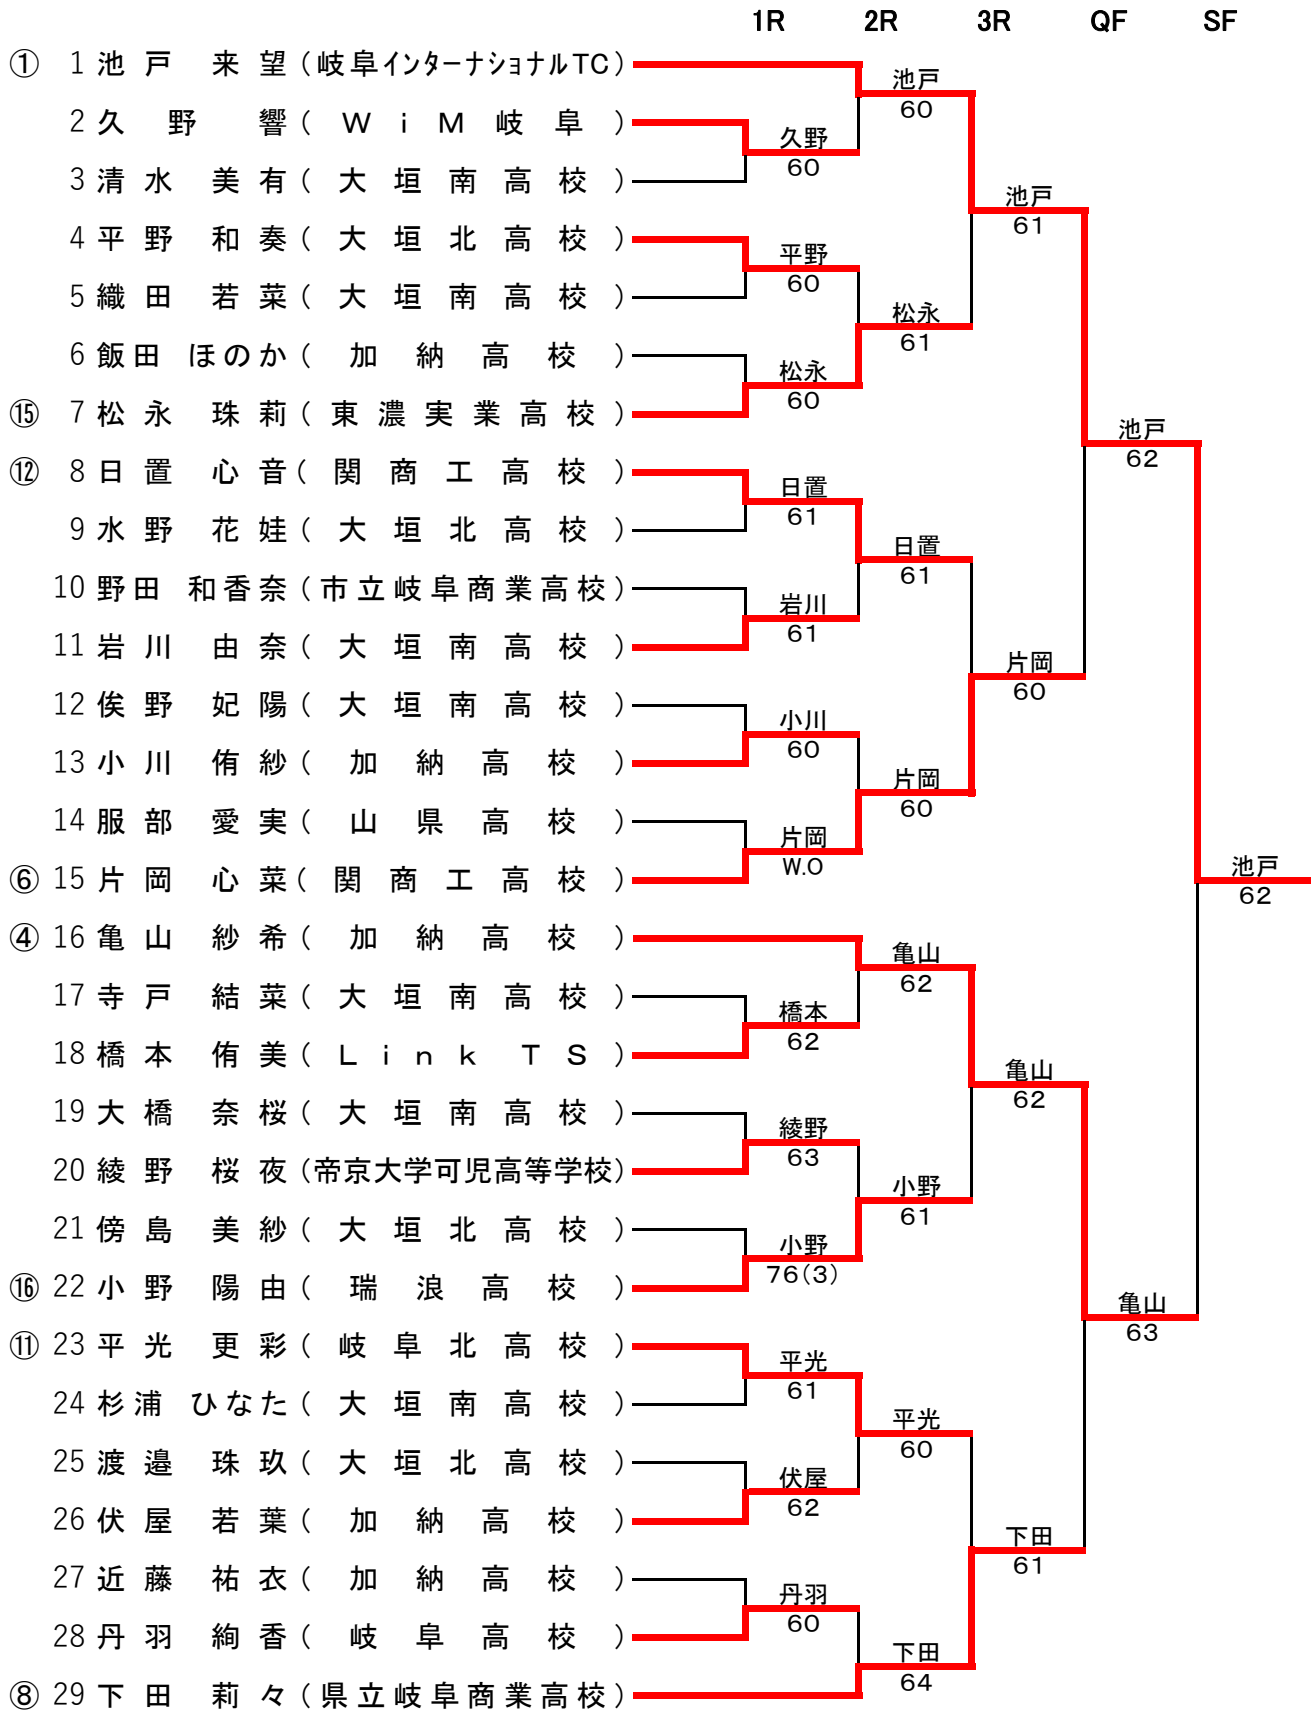 1R 2R 3R QF SF
① 1 池戸 来望 (岐阜インターナショナルTC)
池戸
60
2 久野 響 (WiM岐阜)
久野
60
3 清水 美有 (大垣南高校)
池戸
61
4 平野 和奏 (大垣北高校)
平野
60
5 織田 若菜 (大垣南高校)
松永
61
6 飯田 ほのか (加納高校)
松永
60
⑮ 7 松永 珠莉 (東濃実業高校)
池戸
62
⑫ 8 日置 心音 (関商工高校)
日置
61
9 水野 花娃 (大垣北高校)
日置
61
10 野田 和香奈 (市立岐阜商業高校)
岩川
61
11 岩川 由奈 (大垣南高校)
片岡
60
12 俟野 妃陽 (大垣南高校)
小川
60
13 小川 侑紗 (加納高校)
片岡
60
14 服部 愛実 (山県高校)
片岡
W.O
⑥ 15 片岡 心菜 (関商工高校)
池戸
62
④ 16 亀山 紗希 (加納高校)
亀山
62
17 寺戸 結菜 (大垣南高校)
橋本
62
18 橋本 侑美 (Link TS)
亀山
62
19 大橋 奈桜 (大垣南高校)
綾野
63
20 綾野 桜夜 (帝京大学可児高等学校)
小野
61
21 傍島 美紗 (大垣北高校)
小野
76(3)
⑯ 22 小野 陽由 (瑞浪高校)
亀山
63
⑪ 23 平光 更彩 (岐阜北高校)
平光
61
24 杉浦 ひなた (大垣南高校)
平光
60
25 渡邉 珠玖 (大垣北高校)
伏屋
62
26 伏屋 若葉 (加納高校)
下田
61
27 近藤 祐衣 (加納高校)
丹羽
60
28 丹羽 絢香 (岐阜高校)
下田
64
⑧ 29 下田 莉々 (県立岐阜商業高校)